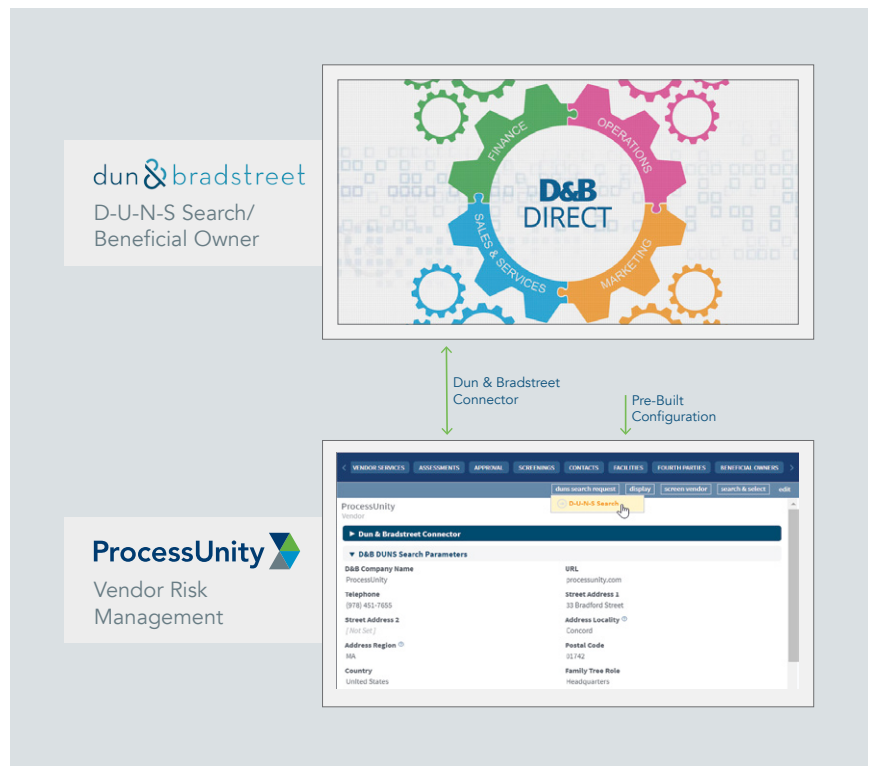 FINANCE
OPERATIONS
D&B
DIRECT
SALES & SERVICES
MARKETING
dun&bradstreet
D-U-N-S Search/
Beneficial Owner
Dun & Bradstreet
Connector
Pre-Built
Configuration
VENDOR SERVICES ASSESSMENTS APPROVAL SCREENINGS CONTACTS FACILITIES FOURTH PARTIES BENEFICIAL OWNERS
duns search request display screen vendor search & select edit
D-U-N-S Search
ProcessUnity
Vendor
Dun & Bradstreet Connector
D&B DUNS Search Parameters
D&B Company Name URL
ProcessUnity processunity.com
Telephone Street Address 1
(978) 451-7655 33 Bradford Street
Street Address 2 Address Locality
[Not Set] Concord
Address Region Postal Code
MA 01742
Country Family Tree Role
United States Headquarters
ProcessUnity
Vendor Risk
Management